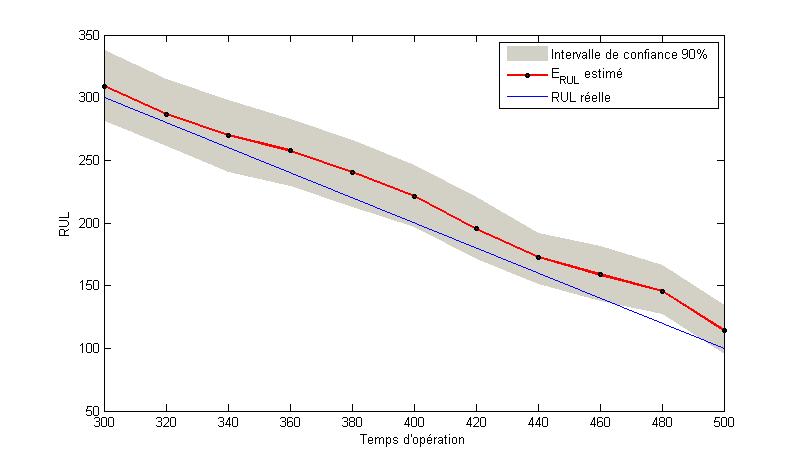 350
300
250
200
150
100
50
RUL
Intervalle de confiance 90%
E_RUL estimé
RUL réelle
300 320 340 360 380 400 420 440 460 480 500
Temps d'opération